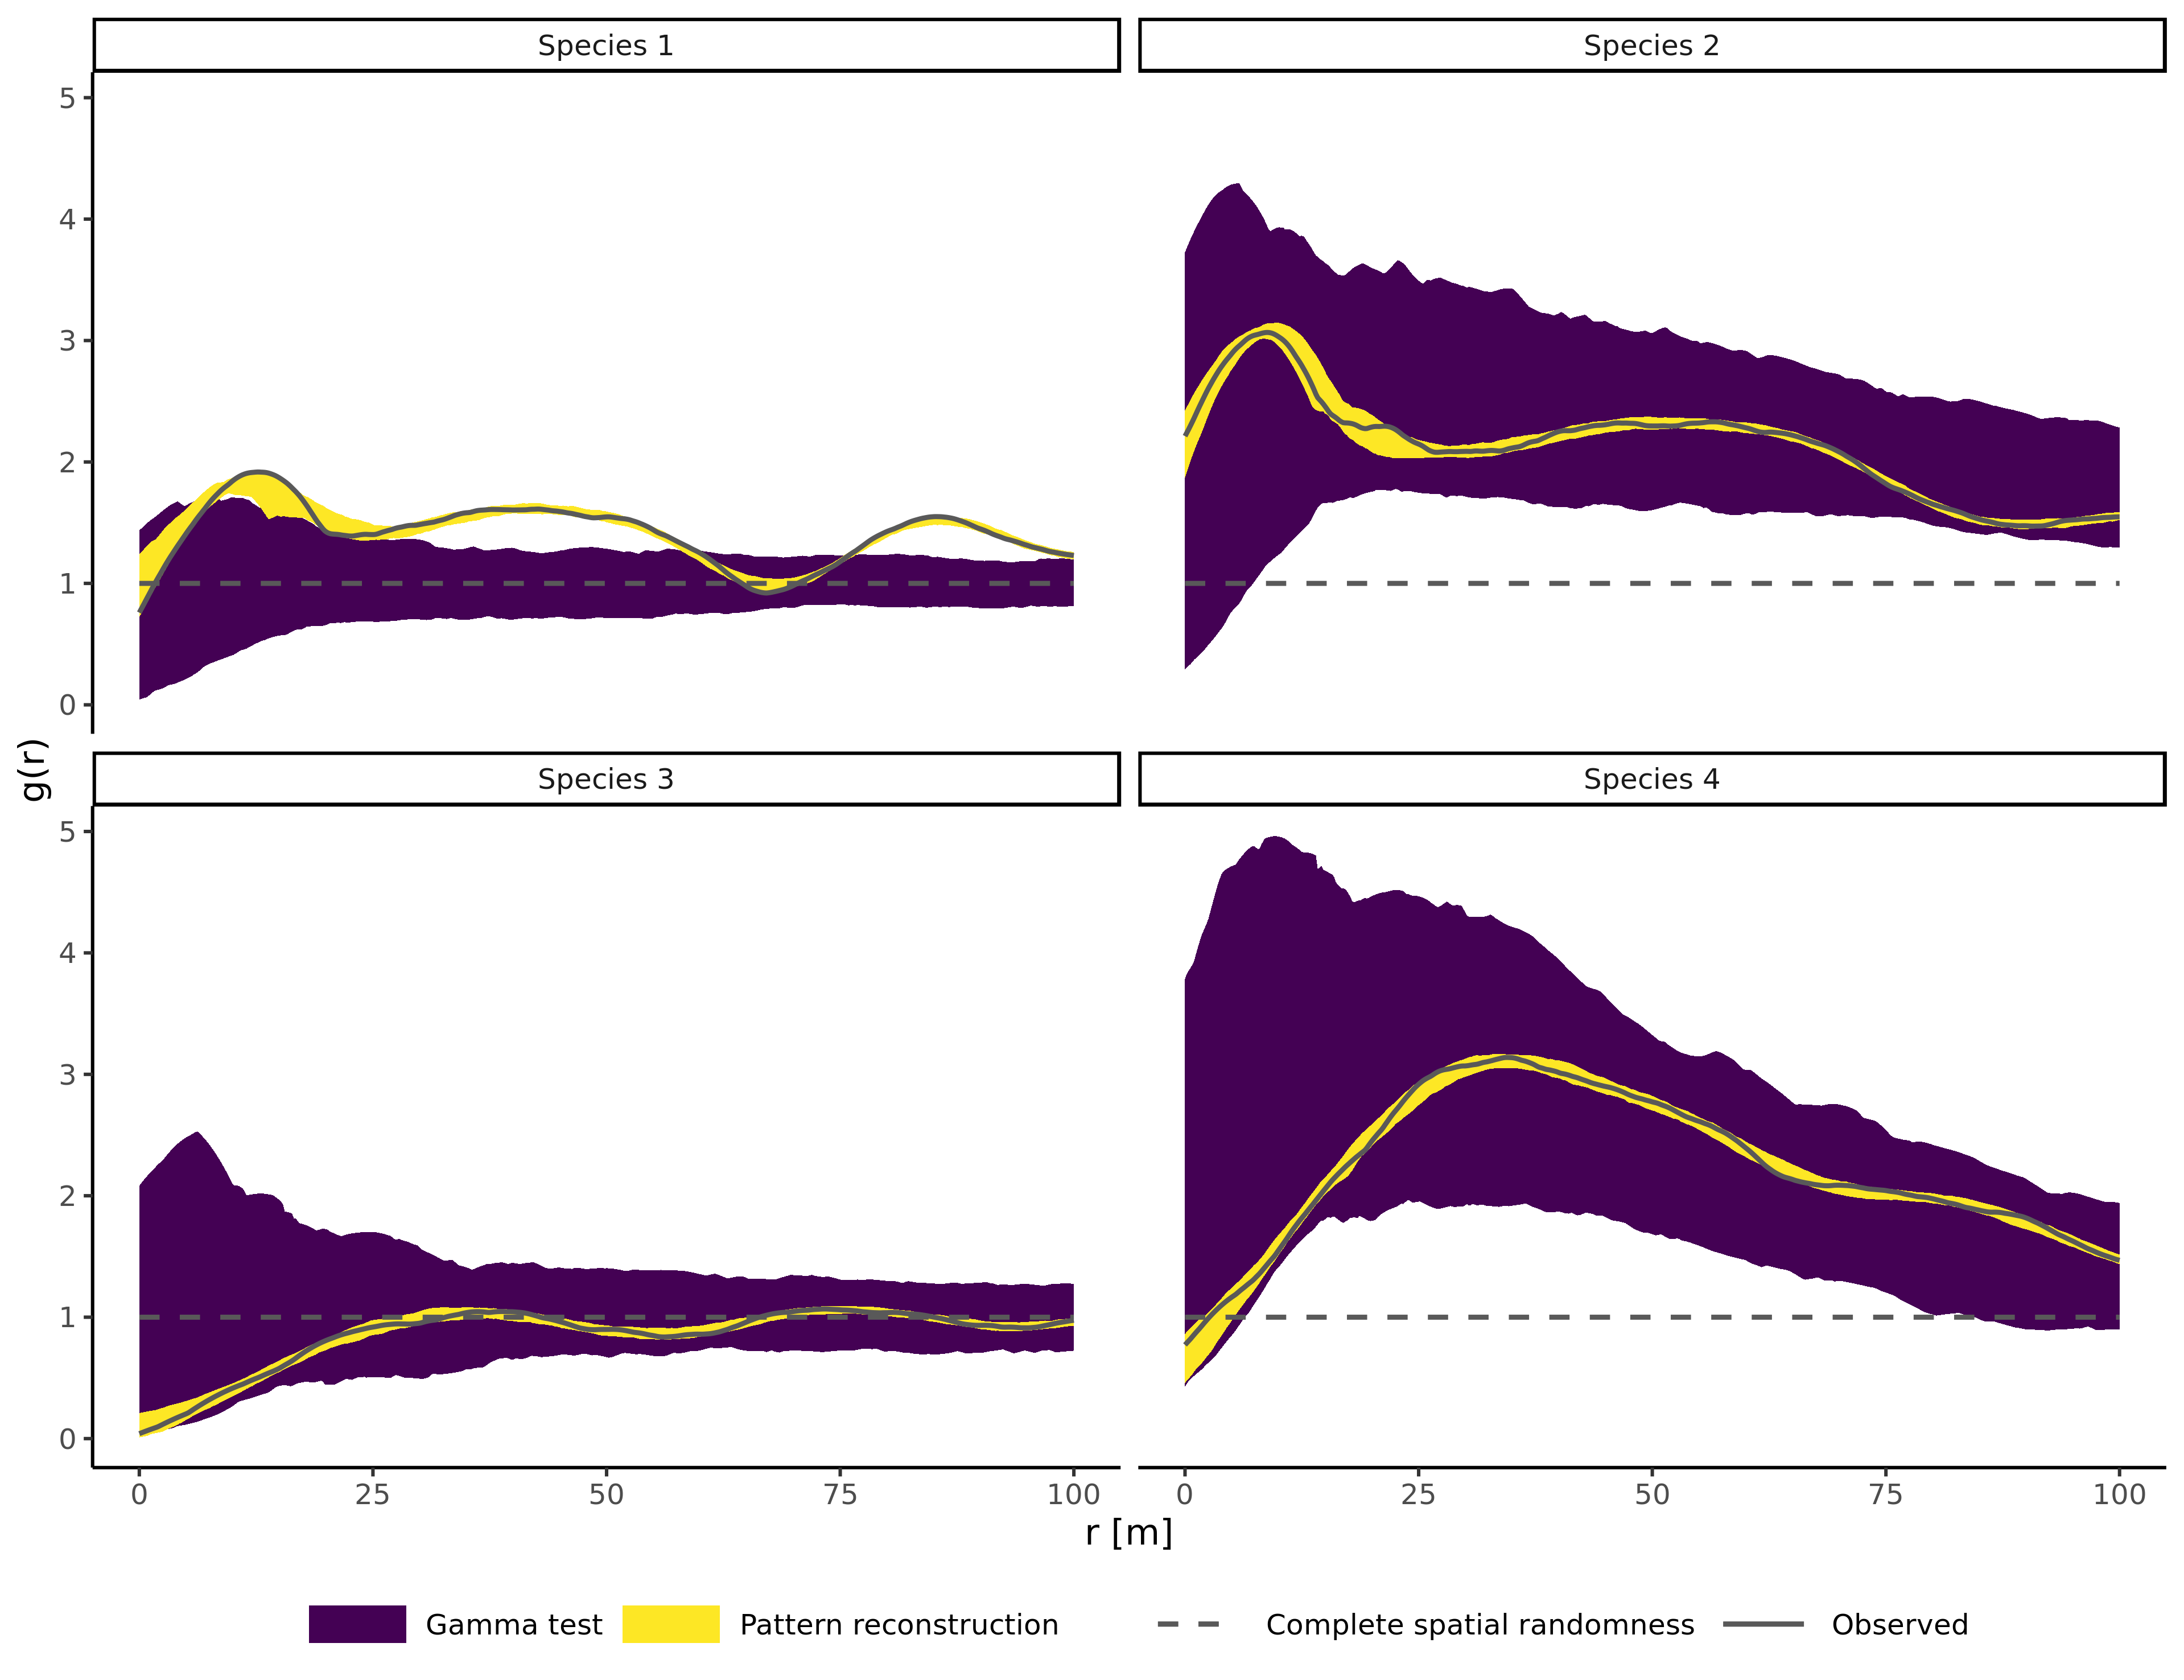 Species 1
Species 2
5
4
3
2
1
0
g(r)
Species 3
Species 4
5
4
3
2
1
0
0 25 50 75 100 0 25 50 75 100
r [m]
Gamma test Pattern reconstruction Complete spatial randomness Observed